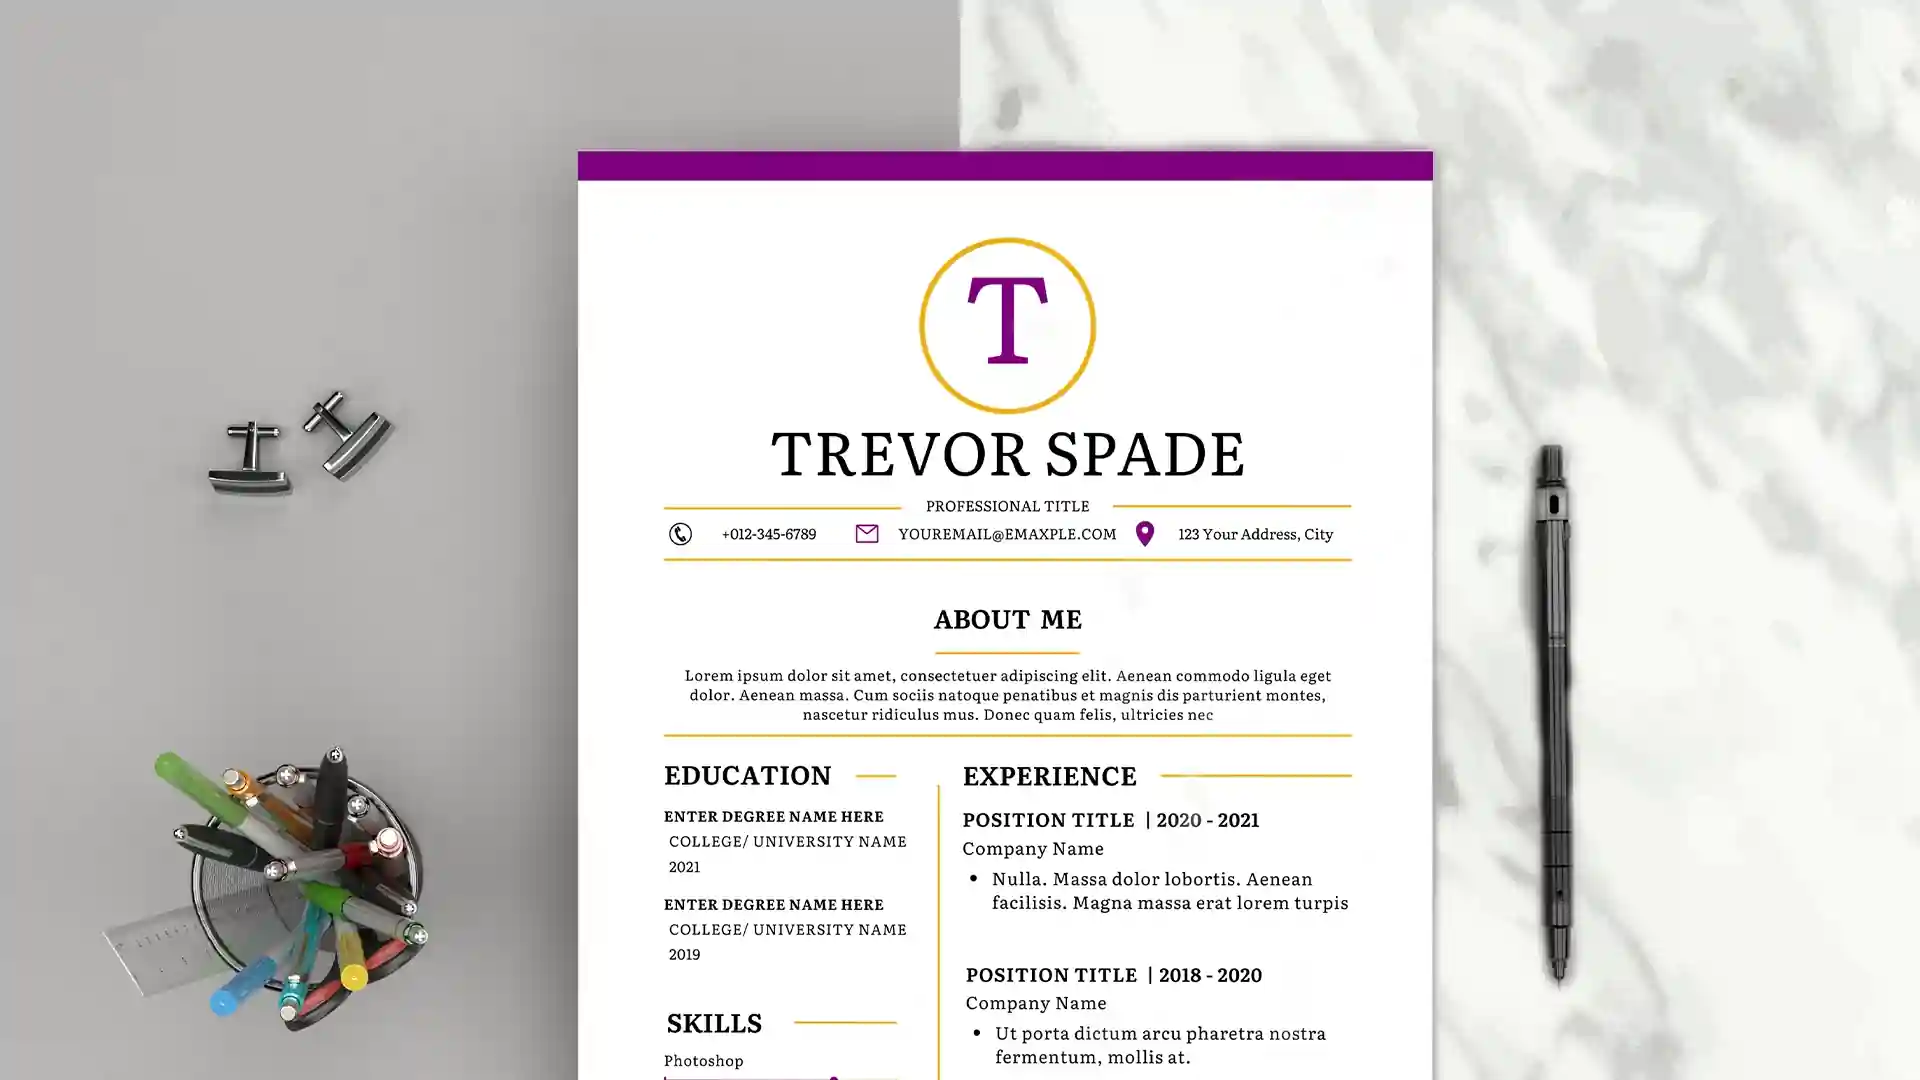 T
TREVOR SPADE
PROFESSIONAL TITLE
+012-345-6789 YOUREMAIL@EMAXPLE.COM 123 Your Address, City
ABOUT ME
Lorem ipsum dolor sit amet, consectetuer adipiscing elit. Aenean commodo ligula eget
dolor. Aenean massa. Cum sociis natoque penatibus et magnis dis parturient montes,
nascetur ridiculus mus. Donec quam felis, ultricies nec
EDUCATION
ENTER DEGREE NAME HERE
COLLEGE/ UNIVERSITY NAME
2021
ENTER DEGREE NAME HERE
COLLEGE/ UNIVERSITY NAME
2019
SKILLS
Photoshop
EXPERIENCE
POSITION TITLE | 2020 - 2021
Company Name
• Nulla. Massa dolor lobortis. Aenean
facilisis. Magna massa erat lorem turpis
POSITION TITLE | 2018 - 2020
Company Name
• Ut porta dictum arcu pharetra nostra
fermentum, mollis at.